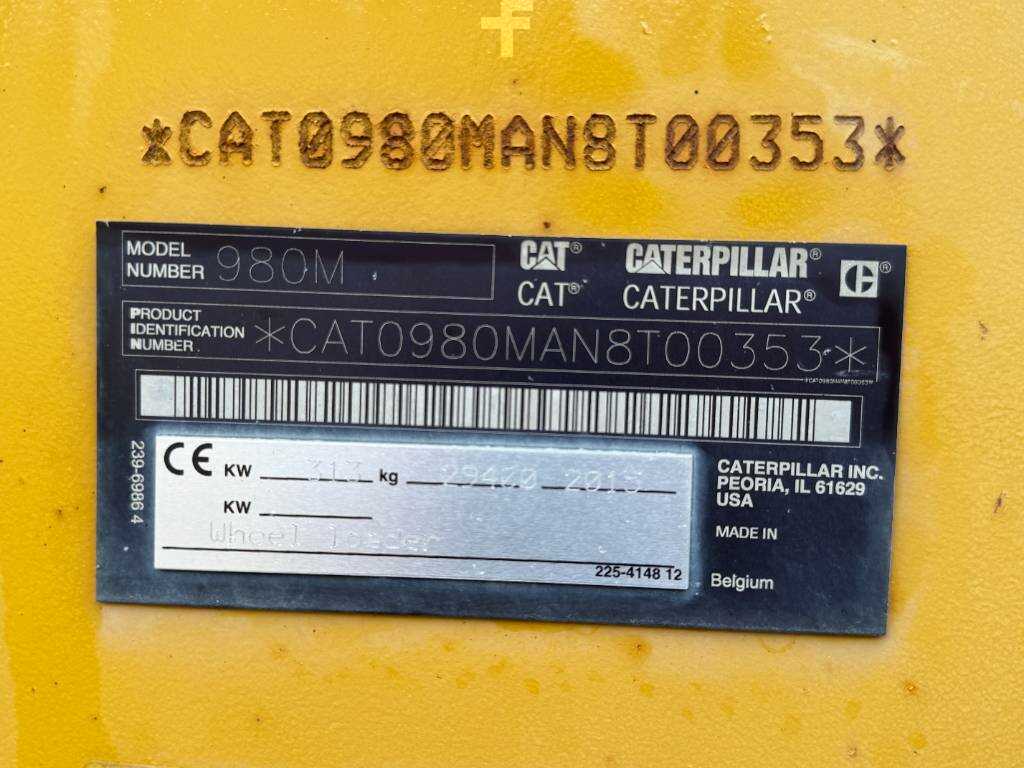 *CAT0980MAN8T00353*
MODEL NUMBER 980M
CAT® CATERPILLAR®
CAT® CATERPILLAR®
PRODUCT IDENTIFICATION NUMBER *CAT0980MAN8T00353*
*CAT0980MAN8T00353*
239-6986 4
CE KW 313 kg 29400
KW
Wheel loader
225-4148 12
CATERPILLAR INC.
PEORIA, IL 61629
USA
MADE IN
Belgium